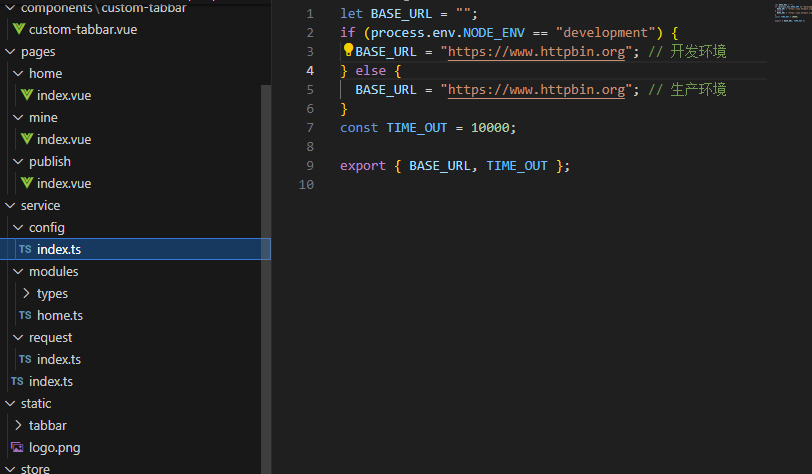 components\custom-tabbar
custom-tabbar.vue
pages
home
index.vue
mine
index.vue
publish
index.vue
service
config
TS index.ts
modules
types
TS home.ts
request
TS index.ts
TS index.ts
static
tabbar
logo.png
store
1 let BASE_URL = "";
2 if (process.env.NODE_ENV == "development") {
3 BASE_URL = "https://www.httpbin.org"; // 开发环境
4 } else {
5 BASE_URL = "https://www.httpbin.org"; // 生产环境
6 }
7 const TIME_OUT = 10000;
8
9 export { BASE_URL, TIME_OUT };
10